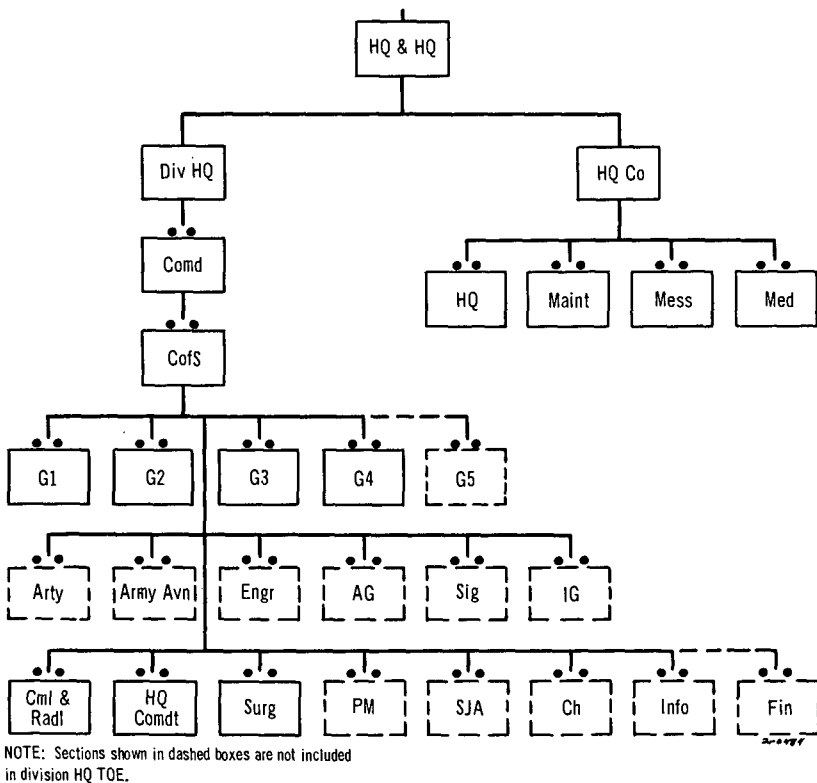 HQ & HQ
Div HQ
HQ Co
Comd
HQ
Maint
Mess
Med
CofS
G1
G2
G3
G4
G5
Arty
Army Avn
Engr
AG
Sig
IG
Cml &
Radl
HQ
Comdt
Surg
PM
SJA
Ch
Info
Fin
NOTE: Sections shown in dashed boxes are not included
in division HQ TOE.